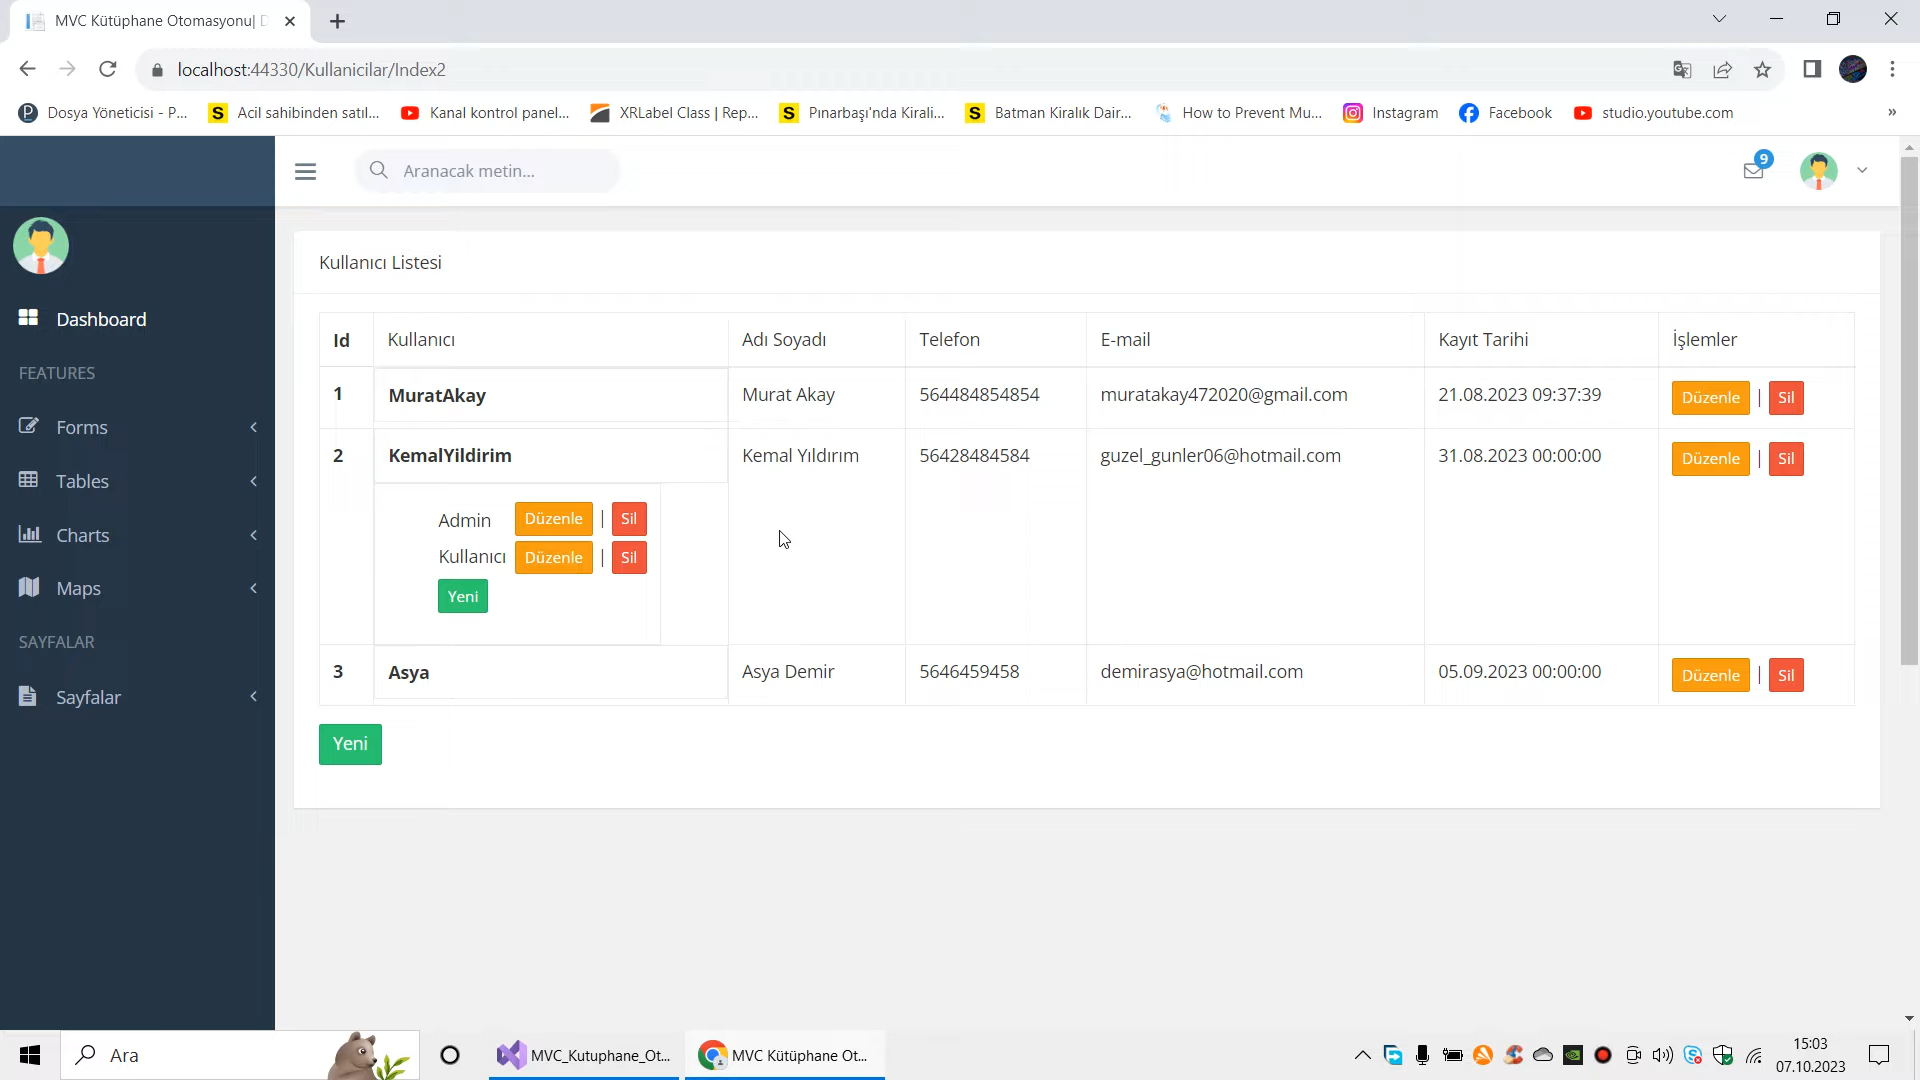 MVC Kütüphane Otomasyonu| D
localhost:44330/Kullanicilar/Index2
Dosya Yöneticisi - P... Acil sahibinden satıl... Kanal kontrol panel... XRLabel Class | Rep... Pınarbaşı'nda Kirali... Batman Kiralık Dair... How to Prevent Mu... Instagram Facebook studio.youtube.com »
Aranacak metin... 9
Kullanıcı Listesi
Dashboard
FEATURES
Forms
Tables
Charts
Maps
SAYFALAR
Sayfalar
Id Kullanıcı Adı Soyadı Telefon E-mail Kayıt Tarihi İşlemler
1 MuratAkay Murat Akay 564484854854 muratakay472020@gmail.com 21.08.2023 09:37:39 Düzenle | Sil
2 KemalYildirim Kemal Yıldırım 56428484584 guzel_gunler06@hotmail.com 31.08.2023 00:00:00 Düzenle | Sil
Admin Düzenle | Sil
Kullanıcı Düzenle | Sil
Yeni
3 Asya Asya Demir 5646459458 demirasya@hotmail.com 05.09.2023 00:00:00 Düzenle | Sil
Yeni
Ara MVC_Kutuphane_Ot... MVC Kütüphane Ot... 15:03
07.10.2023